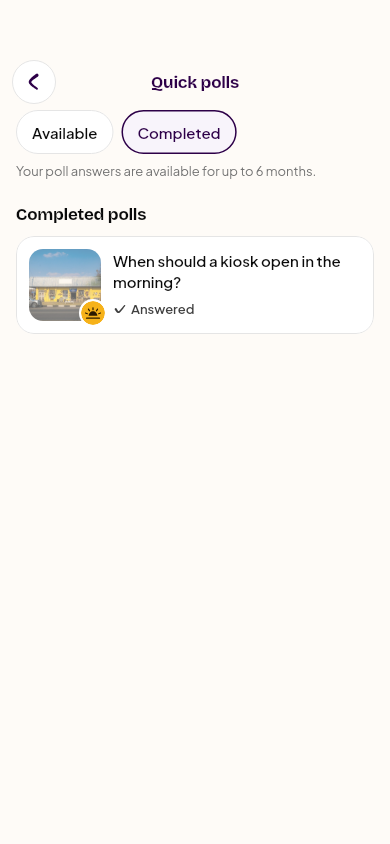 Quick polls
Available
Completed
Your poll answers are available for up to 6 months.
Completed polls
When should a kiosk open in the
morning?
Answered